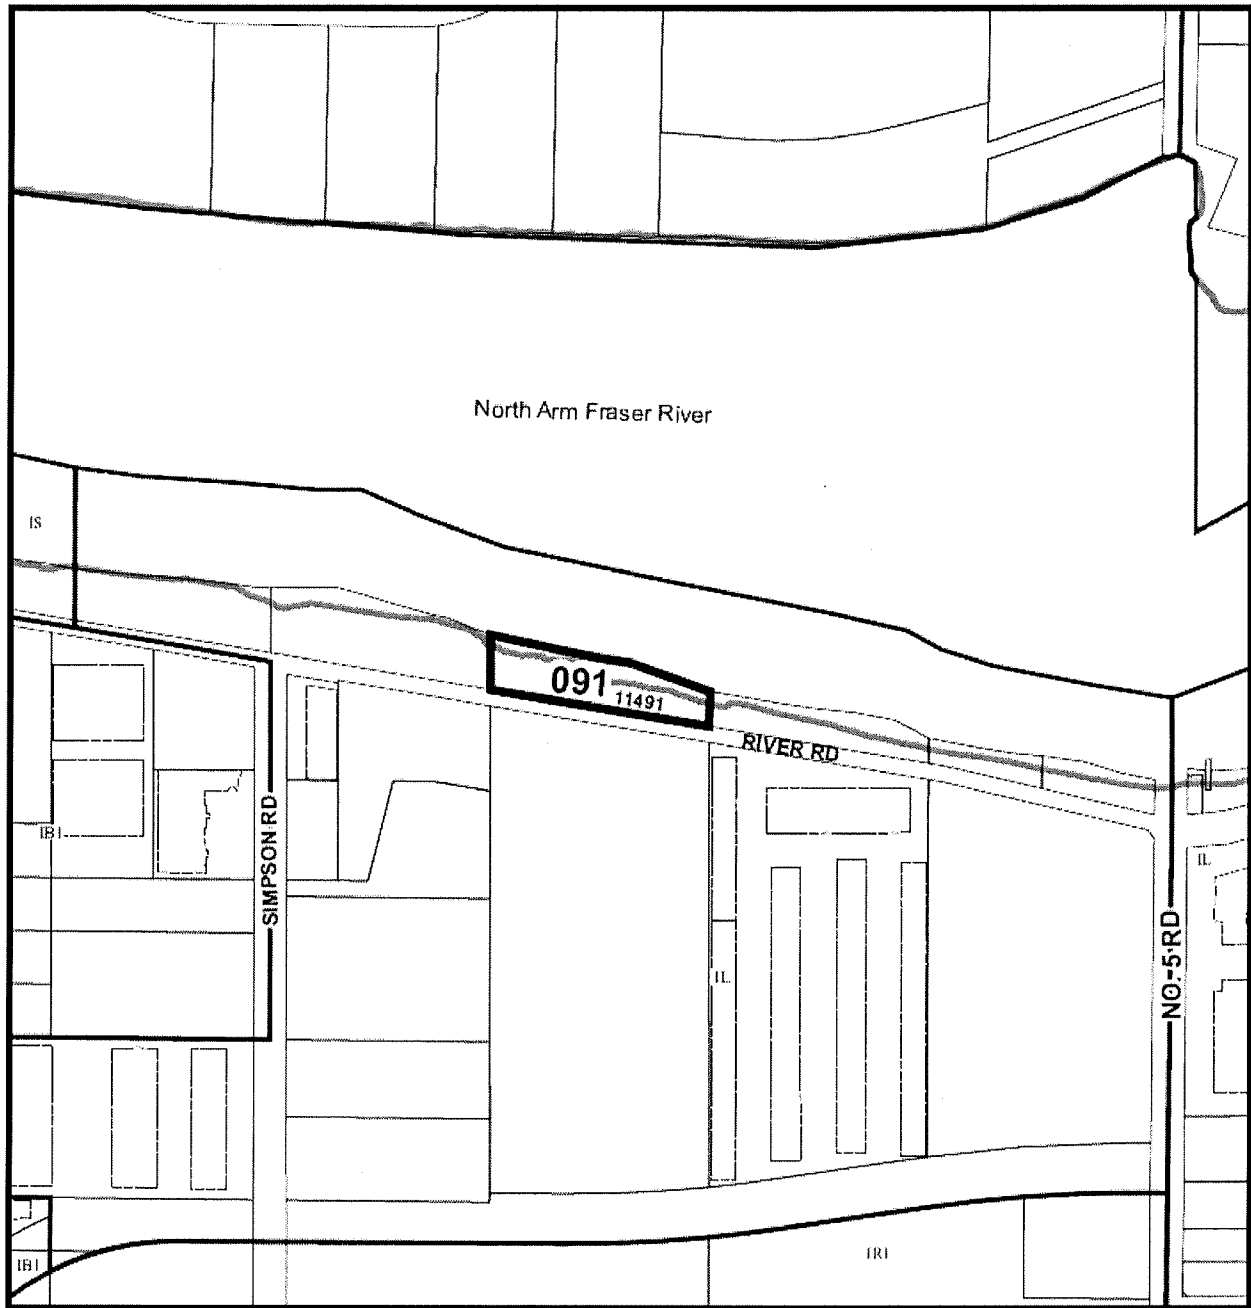 North Arm Fraser River
IS
091
11491
RIVER RD
IB1
SIMPSON RD
IL
IL
NO. 5 RD
IB1
IR1